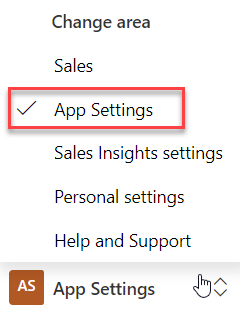 Change area
Sales
App Settings
Sales Insights settings
Personal settings
Help and Support
AS App Settings